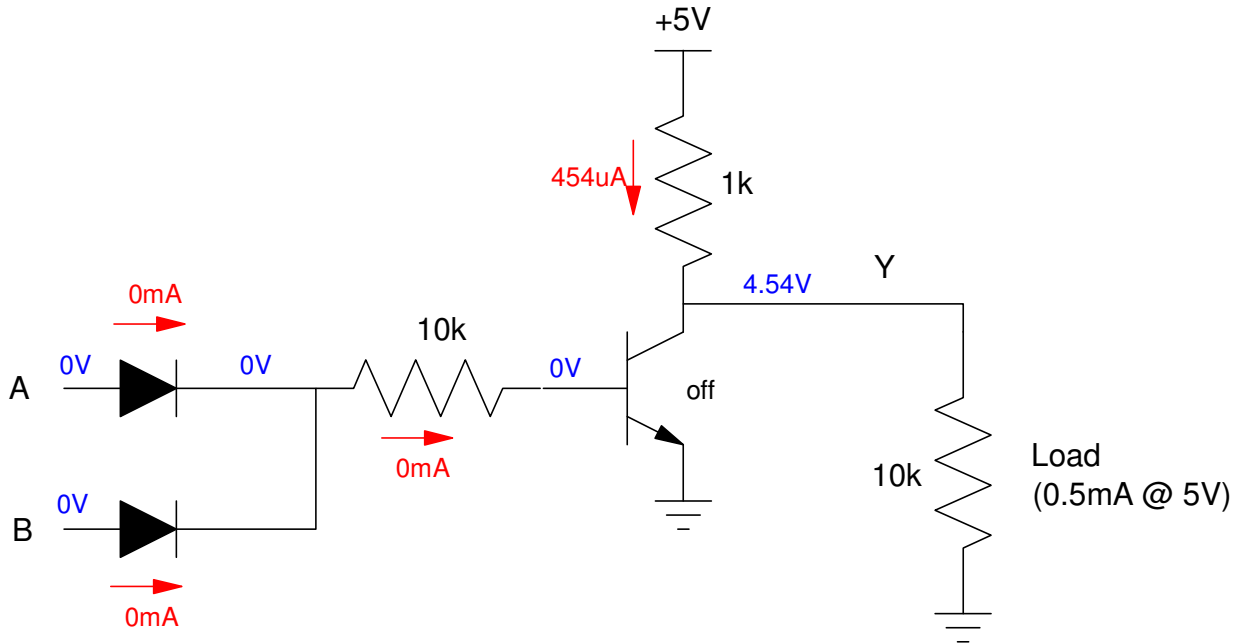 +5V
454uA
1k
Y
4.54V
0mA
10k
0V
0V
0V
A
off
0mA
Load
10k
(0.5mA @ 5V)
0V
B
0mA